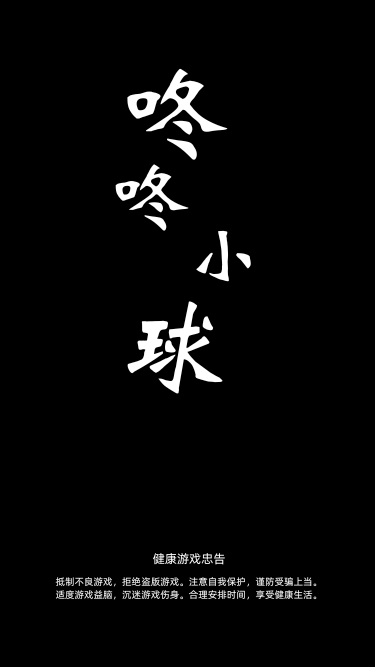 咚
咚
小
球
健康游戏忠告
抵制不良游戏，拒绝盗版游戏。注意自我保护，谨防受骗上当。
适度游戏益脑，沉迷游戏伤身。合理安排时间，享受健康生活。